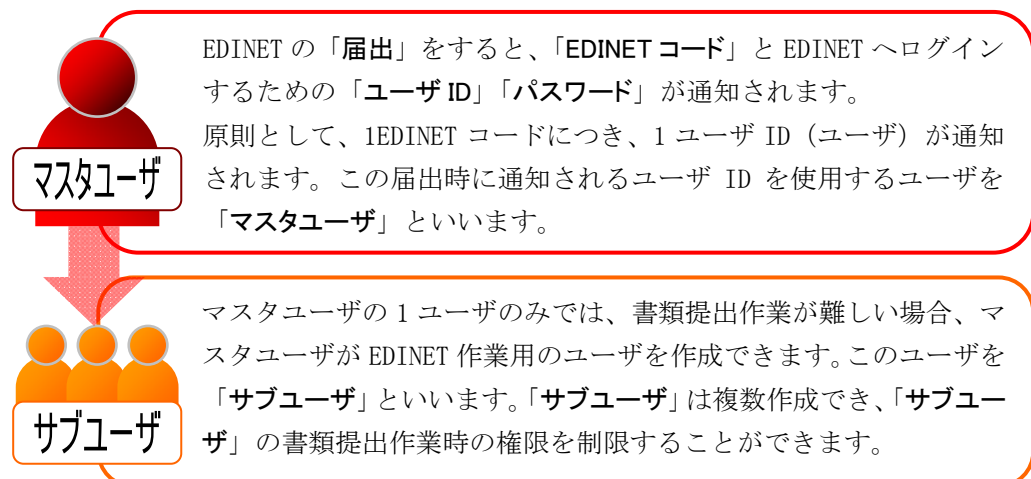 EDINET の「届出」をすると、「EDINET コード」と EDINET へログイン
するための「ユーザ ID」「パスワード」が通知されます。
原則として、1EDINET コードにつき、1 ユーザ ID（ユーザ）が通知
されます。この届出時に通知されるユーザ ID を使用するユーザを
「マスタユーザ」といいます。
マスタユーザ
マスタユーザの 1 ユーザのみでは、書類提出作業が難しい場合、マ
スタユーザが EDINET 作業用のユーザを作成できます。このユーザを
「サブユーザ」といいます。「サブユーザ」は複数作成でき、「サブユー
ザ」の書類提出作業時の権限を制限することができます。
サブユーザ